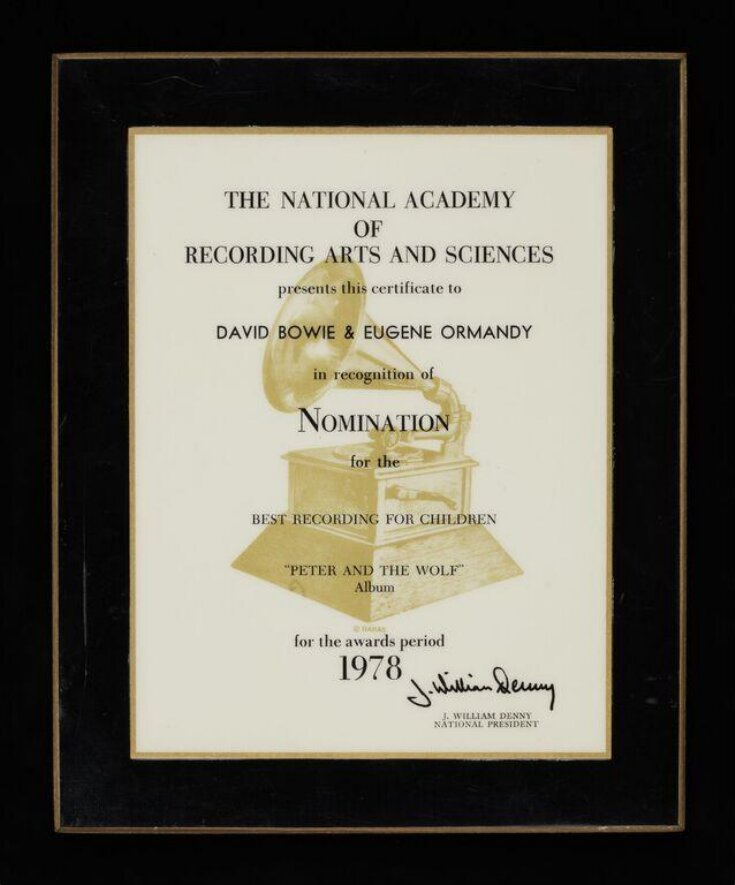 THE NATIONAL ACADEMY
OF
RECORDING ARTS AND SCIENCES
presents this certificate to
DAVID BOWIE & EUGENE ORMANDY
in recognition of
NOMINATION
for the
BEST RECORDING FOR CHILDREN
"PETER AND THE WOLF"
Album
© NARAS
for the awards period
1978
J. William Denny
J. WILLIAM DENNY
NATIONAL PRESIDENT